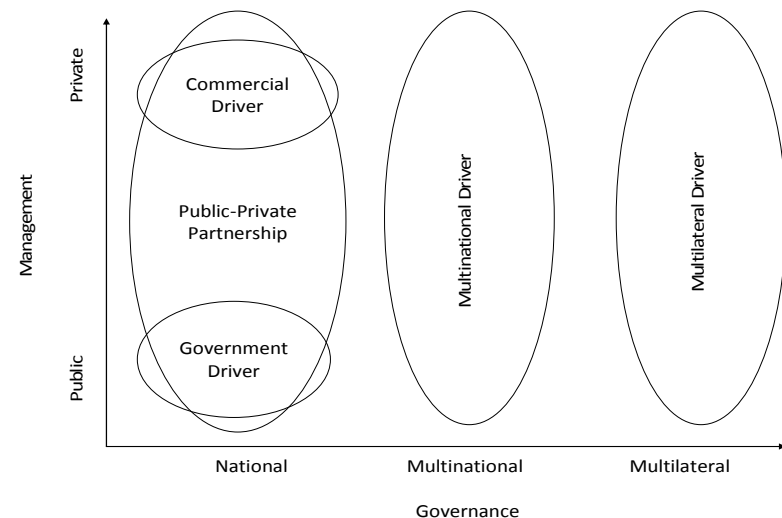 Private
Commercial
Driver
Management
Public-Private
Partnership
Multinational Driver
Multilateral Driver
Public
Government
Driver
National
Multinational
Multilateral
Governance